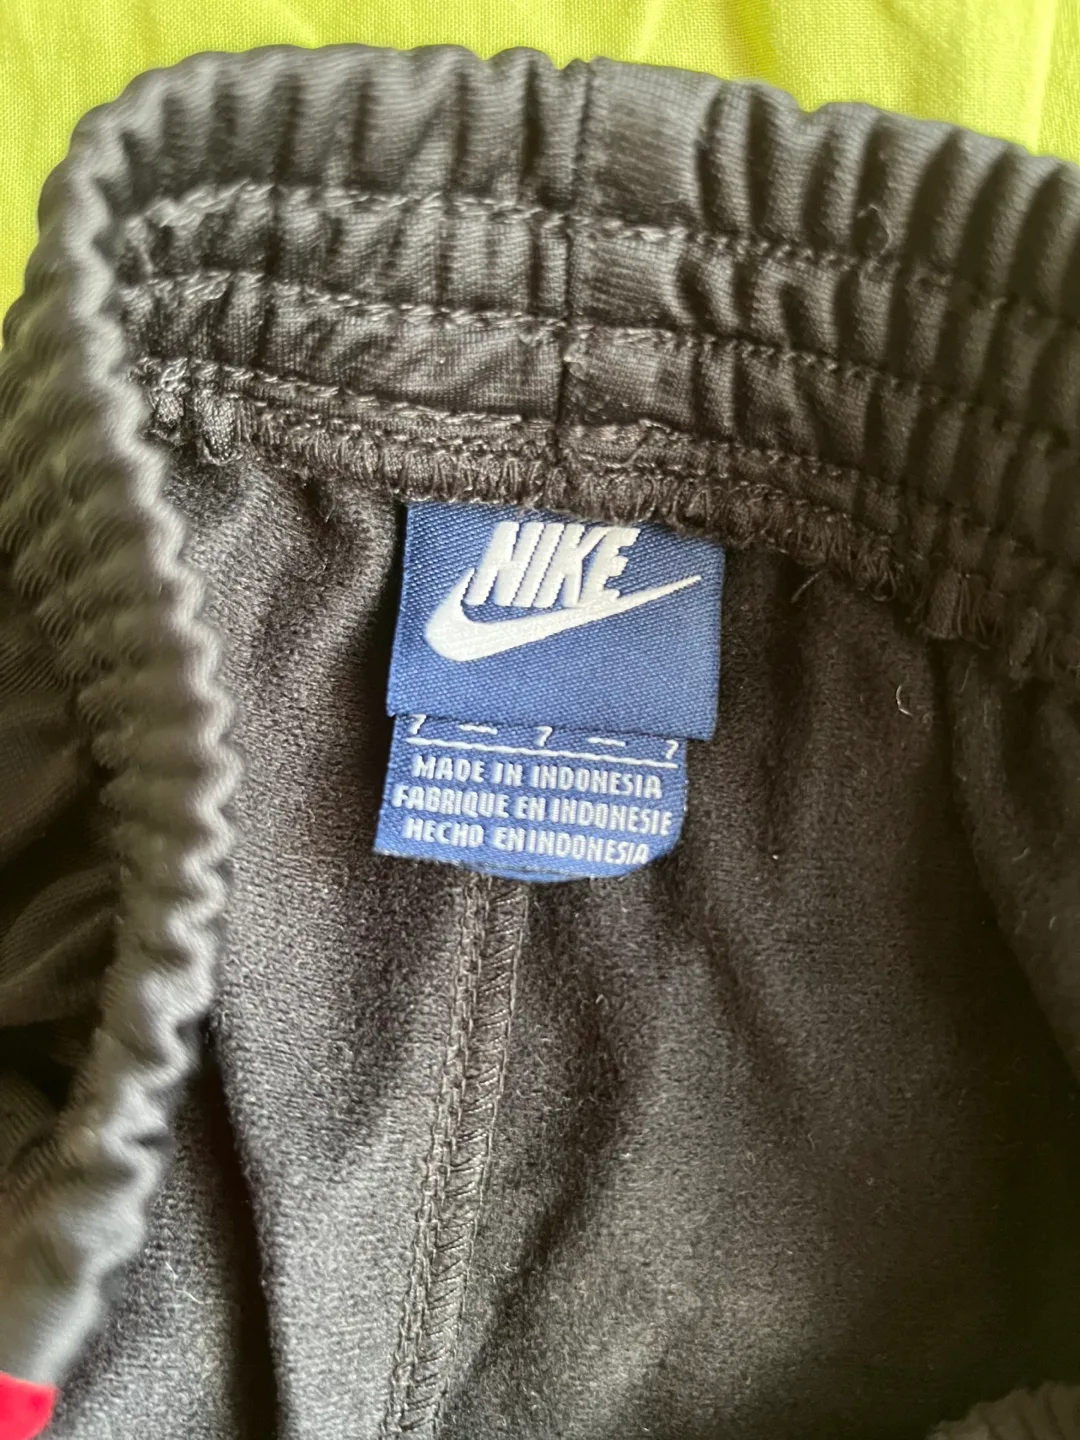 NIKE
7 — 7 — 7
MADE IN INDONESIA
FABRIQUE EN INDONESIE
HECHO EN INDONESIA